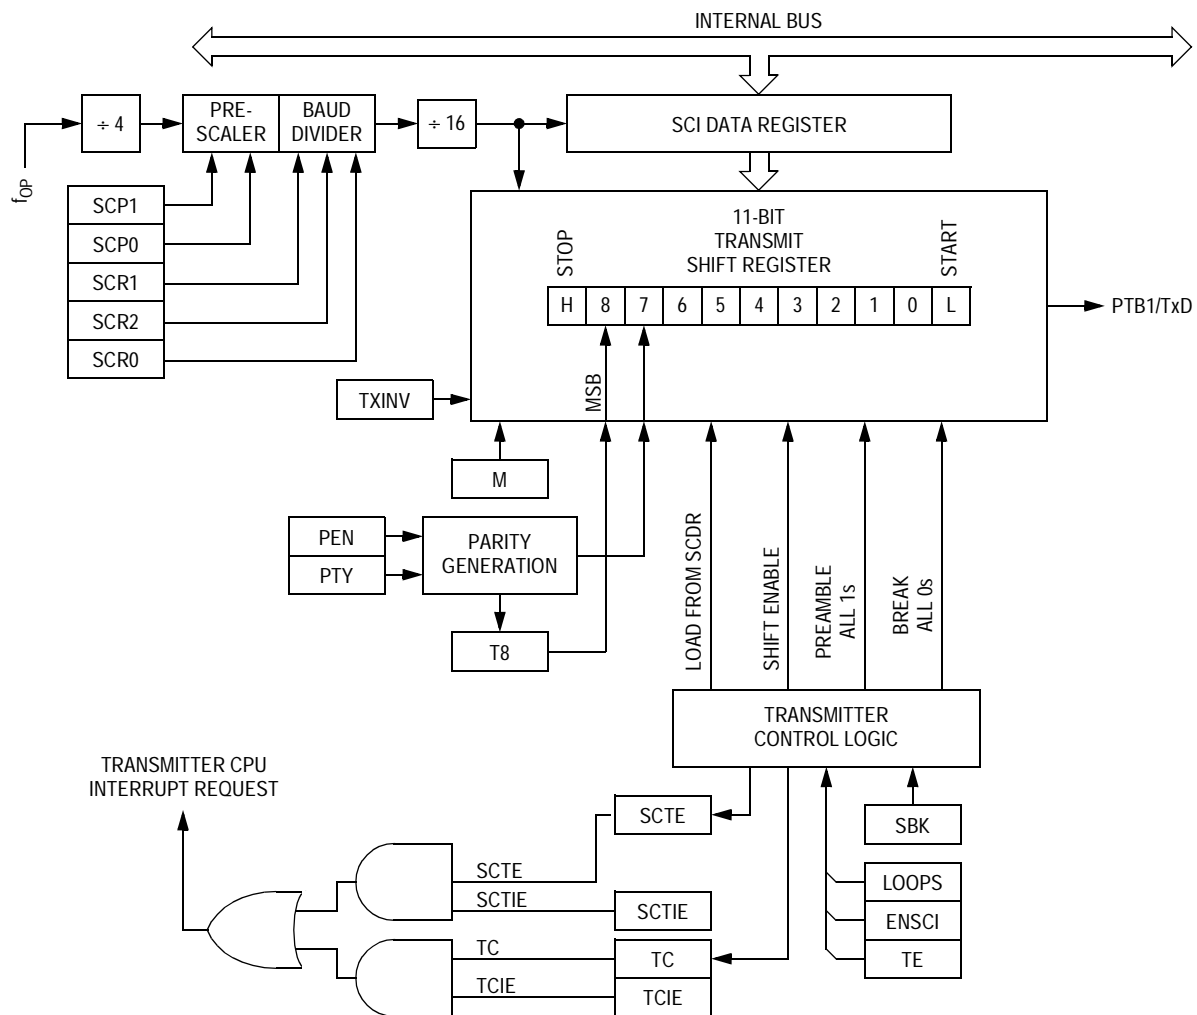 INTERNAL BUS
÷ 4
PRE-
SCALER
BAUD
DIVIDER
÷ 16
SCI DATA REGISTER
fOP
SCP1
SCP0
SCR1
SCR2
SCR0
11-BIT
TRANSMIT
SHIFT REGISTER
STOP
START
H 8 7 6 5 4 3 2 1 0 L
PTB1/TxD
MSB
TXINV
M
PEN
PTY
PARITY
GENERATION
T8
LOAD FROM SCDR
SHIFT ENABLE
PREAMBLE
ALL 1s
BREAK
ALL 0s
TRANSMITTER
CONTROL LOGIC
TRANSMITTER CPU
INTERRUPT REQUEST
SCTE
SBK
SCTE
SCTIE
SCTIE
LOOPS
ENSCI
TE
TC
TC
TCIE
TCIE